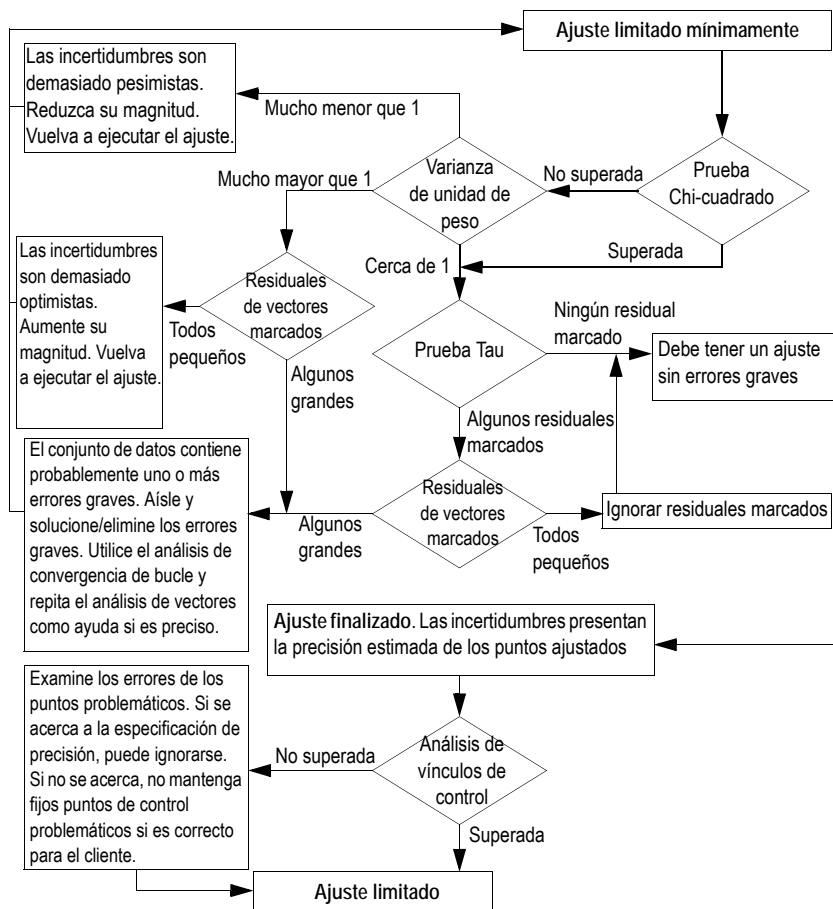 Ajuste limitado mínimamente
Las incertidumbres son
demasiado pesimistas.
Reduzca su magnitud.
Vuelva a ejecutar el ajuste.
Mucho menor que 1
Varianza
de unidad de
peso
No superada
Prueba
Chi-cuadrado
Mucho mayor que 1
Superada
Cerca de 1
Las incertidumbres
son demasiado
optimistas.
Aumente su
magnitud. Vuelva
a ejecutar el ajuste.
Todos
pequeños
Residuales
de vectores
marcados
Algunos
grandes
Prueba Tau
Ningún residual
marcado
Debe tener un ajuste
sin errores graves
Algunos residuales
marcados
El conjunto de datos contiene
probablemente uno o más
errores graves. Aísle y
solucione/elimine los errores
graves. Utilice el análisis de
convergencia de bucle y
repita el análisis de vectores
como ayuda si es preciso.
Algunos
grandes
Residuales
de vectores
marcados
Todos
pequeños
Ignorar residuales marcados
Ajuste finalizado. Las incertidumbres presentan
la precisión estimada de los puntos ajustados
Examine los errores de los
puntos problemáticos. Si se
acerca a la especificación de
precisión, puede ignorarse.
Si no se acerca, no mantenga
fijos puntos de control
problemáticos si es correcto
para el cliente.
No superada
Análisis de
vínculos de
control
Superada
Ajuste limitado